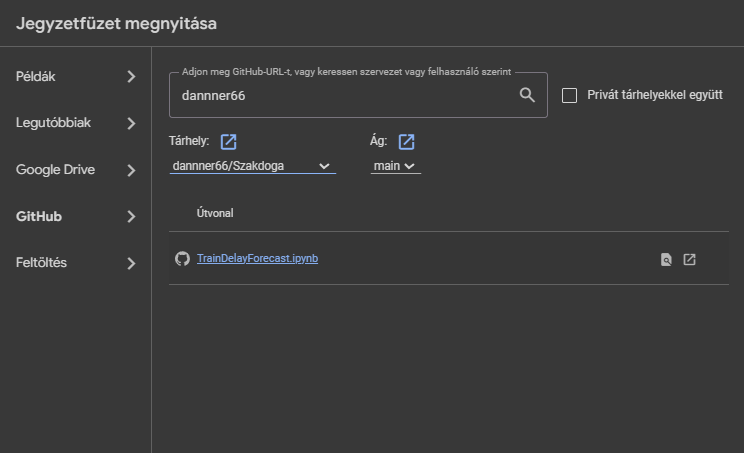 Jegyzetfüzet megnyitása
Példák
Legutóbbiak
Google Drive
GitHub
Feltöltés
Adjon meg GitHub-URL-t, vagy keressen szervezet vagy felhasználó szerint
dannner66
Privát tárhelyekkel együtt
Tárhely: Ág:
dannner66/Szakdoga main
Útvonal
TrainDelayForecast.ipynb